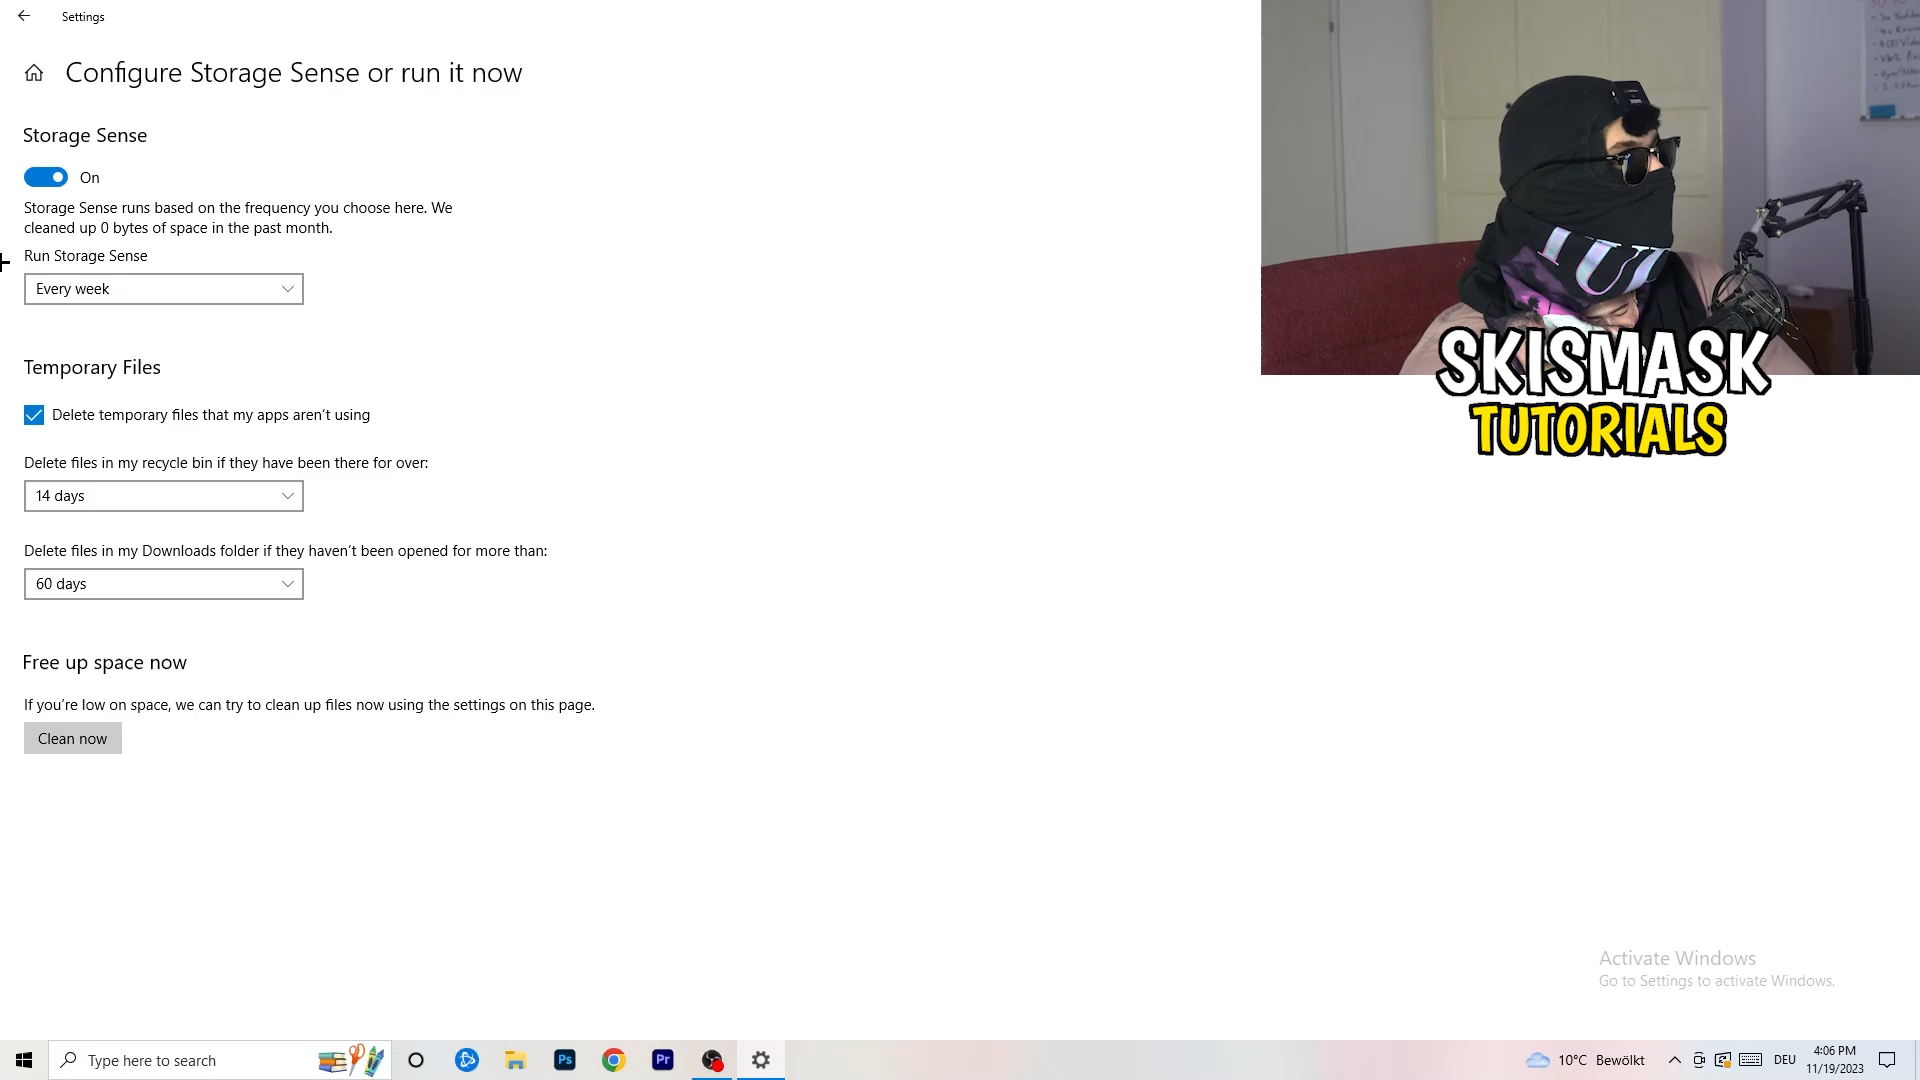 Settings
Configure Storage Sense or run it now
Storage Sense
On
Storage Sense runs based on the frequency you choose here. We
cleaned up 0 bytes of space in the past month.
Run Storage Sense
Every week
Temporary Files
Delete temporary files that my apps aren't using
Delete files in my recycle bin if they have been there for over:
14 days
Delete files in my Downloads folder if they haven't been opened for more than:
60 days
Free up space now
If you're low on space, we can try to clean up files now using the settings on this page.
Clean now
SKISMASK
TUTORIALS
Activate Windows
Go to Settings to activate Windows.
Type here to search
Ps
Pr
10°C Bewölkt
DEU
4:06 PM
11/19/2023